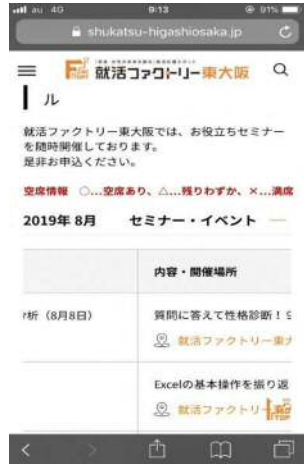 au 4G 9:13 91%
shukatsu-higashiosaka.jp
就活ファクトリー東大阪
ル
就活ファクトリー東大阪では、お役立ちセミナー
を随時開催しております。
是非お申込ください。
空席情報 ○...空席あり、△...残りわずか、×...満席
2019年 8月 セミナー・イベント
内容・開催場所
析（8月8日） 質問に答えて性格診断！9
就活ファクトリー東大
Excelの基本操作を振り返
就活ファクトリー